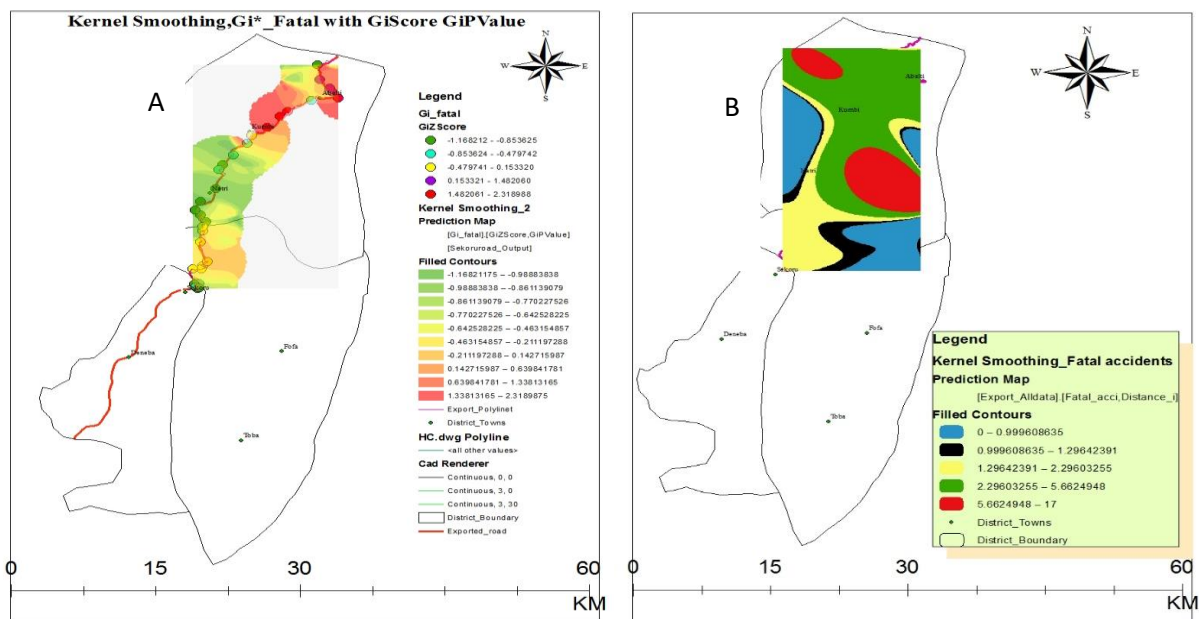 Kernel Smoothing,Gi*_Fatal with GiScore GiPValue
A
N
W
E
S
Abelti
Kumbi
Natri
Sekoru
Deneba
Fofa
Toba
Legend
Gi_fatal
GiZScore
-1.168212 - -0.853625
-0.853624 - -0.479742
-0.479741 - 0.153320
0.153321 - 1.482060
1.482061 - 2.318988
Kernel Smoothing_2
Prediction Map
[Gi_fatal].[GiZScore,GiPValue]
[Sekoruroad_Output]
Filled Contours
-1.16821175 – -0.98883838
-0.98883838 – -0.861139079
-0.861139079 – -0.770227526
-0.770227526 – -0.642528225
-0.642528225 – -0.463154857
-0.463154857 – -0.211197288
-0.211197288 – 0.142715987
0.142715987 – 0.639841781
0.639841781 – 1.33813165
1.33813165 – 2.3189875
Export_Polylinet
District_Towns
HC.dwg Polyline
<all other values>
Cad Renderer
Continuous, 0, 0
Continuous, 3, 0
Continuous, 3, 30
District_Boundary
Exported_road
0 15 30 60
KM
B
N
W
E
S
Abelti
Kumbi
Natri
Sekoru
Deneba
Fofa
Toba
Legend
Kernel Smoothing_Fatal accidents
Prediction Map
[Export_Alldata].[Fatal_acci,Distance_i]
Filled Contours
0 – 0.999608635
0.999608635 – 1.29642391
1.29642391 – 2.29603255
2.29603255 – 5.6624948
5.6624948 – 17
District_Towns
District_Boundary
0 15 30 60
KM